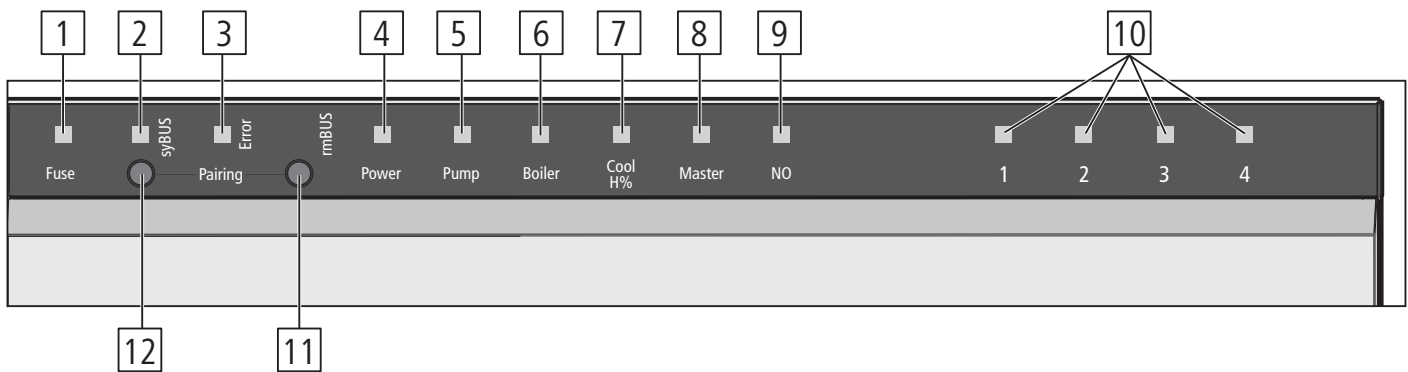 1 2 3 4 5 6 7 8 9 10
syBUS Error rmBUS
Fuse Pairing Power Pump Boiler Cool H% Master NO 1 2 3 4
12 11